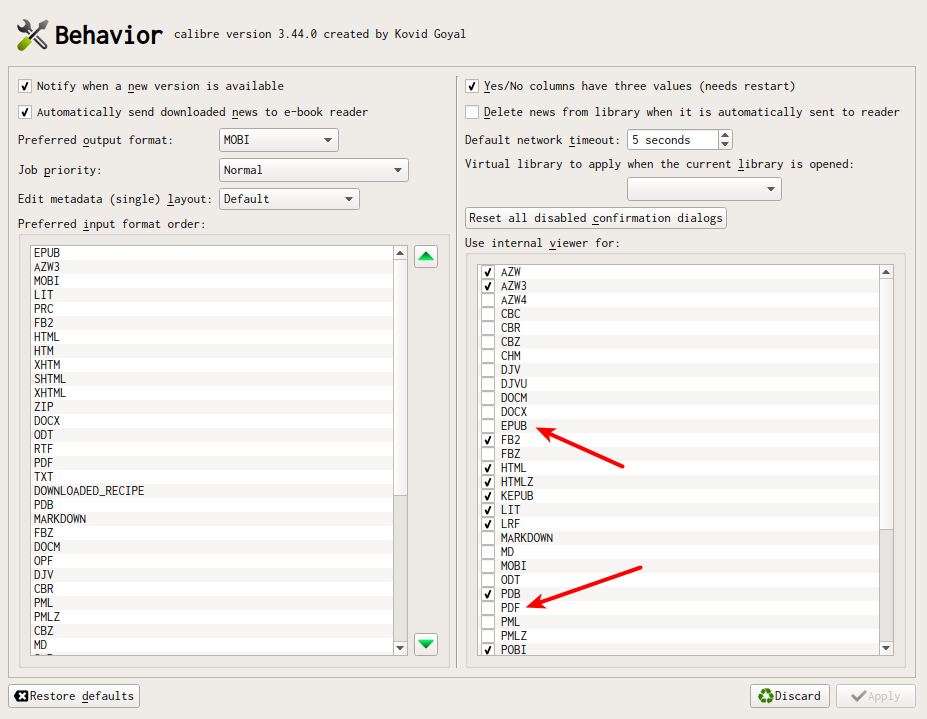 Behavior calibre version 3.44.0 created by Kovid Goyal
Notify when a new version is available
Automatically send downloaded news to e-book reader
Preferred output format: MOBI
Job priority: Normal
Edit metadata (single) layout: Default
Preferred input format order:
EPUB
AZW3
MOBI
LIT
PRC
FB2
HTML
HTM
XHTM
SHTML
XHTML
ZIP
DOCX
ODT
RTF
PDF
TXT
DOWNLOADED_RECIPE
PDB
MARKDOWN
FBZ
DOCM
OPF
DJV
CBR
PML
PMLZ
CBZ
MD
Yes/No columns have three values (needs restart)
Delete news from library when it is automatically sent to reader
Default network timeout: 5 seconds
Virtual library to apply when the current library is opened:
Reset all disabled confirmation dialogs
Use internal viewer for:
AZW
AZW3
AZW4
CBC
CBR
CBZ
CHM
DJV
DJVU
DOCM
DOCX
EPUB
FB2
FBZ
HTML
HTMLZ
KEPUB
LIT
LRF
MARKDOWN
MD
MOBI
ODT
PDB
PDF
PML
PMLZ
POBI
Restore defaults
Discard
Apply